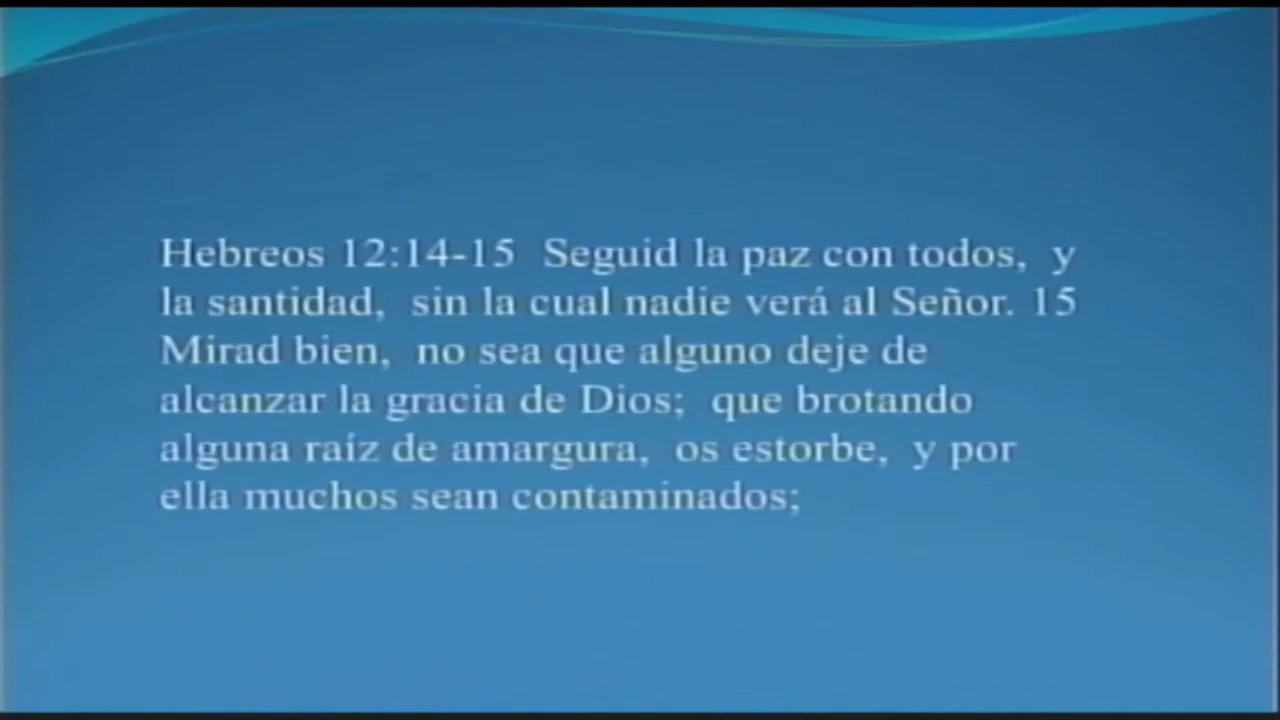 Hebreos 12:14-15  Seguid la paz con todos,  y
la santidad,  sin la cual nadie verá al Señor. 15
Mirad bien,  no sea que alguno deje de
alcanzar la gracia de Dios;  que brotando
alguna raíz de amargura,  os estorbe,  y por
ella muchos sean contaminados;